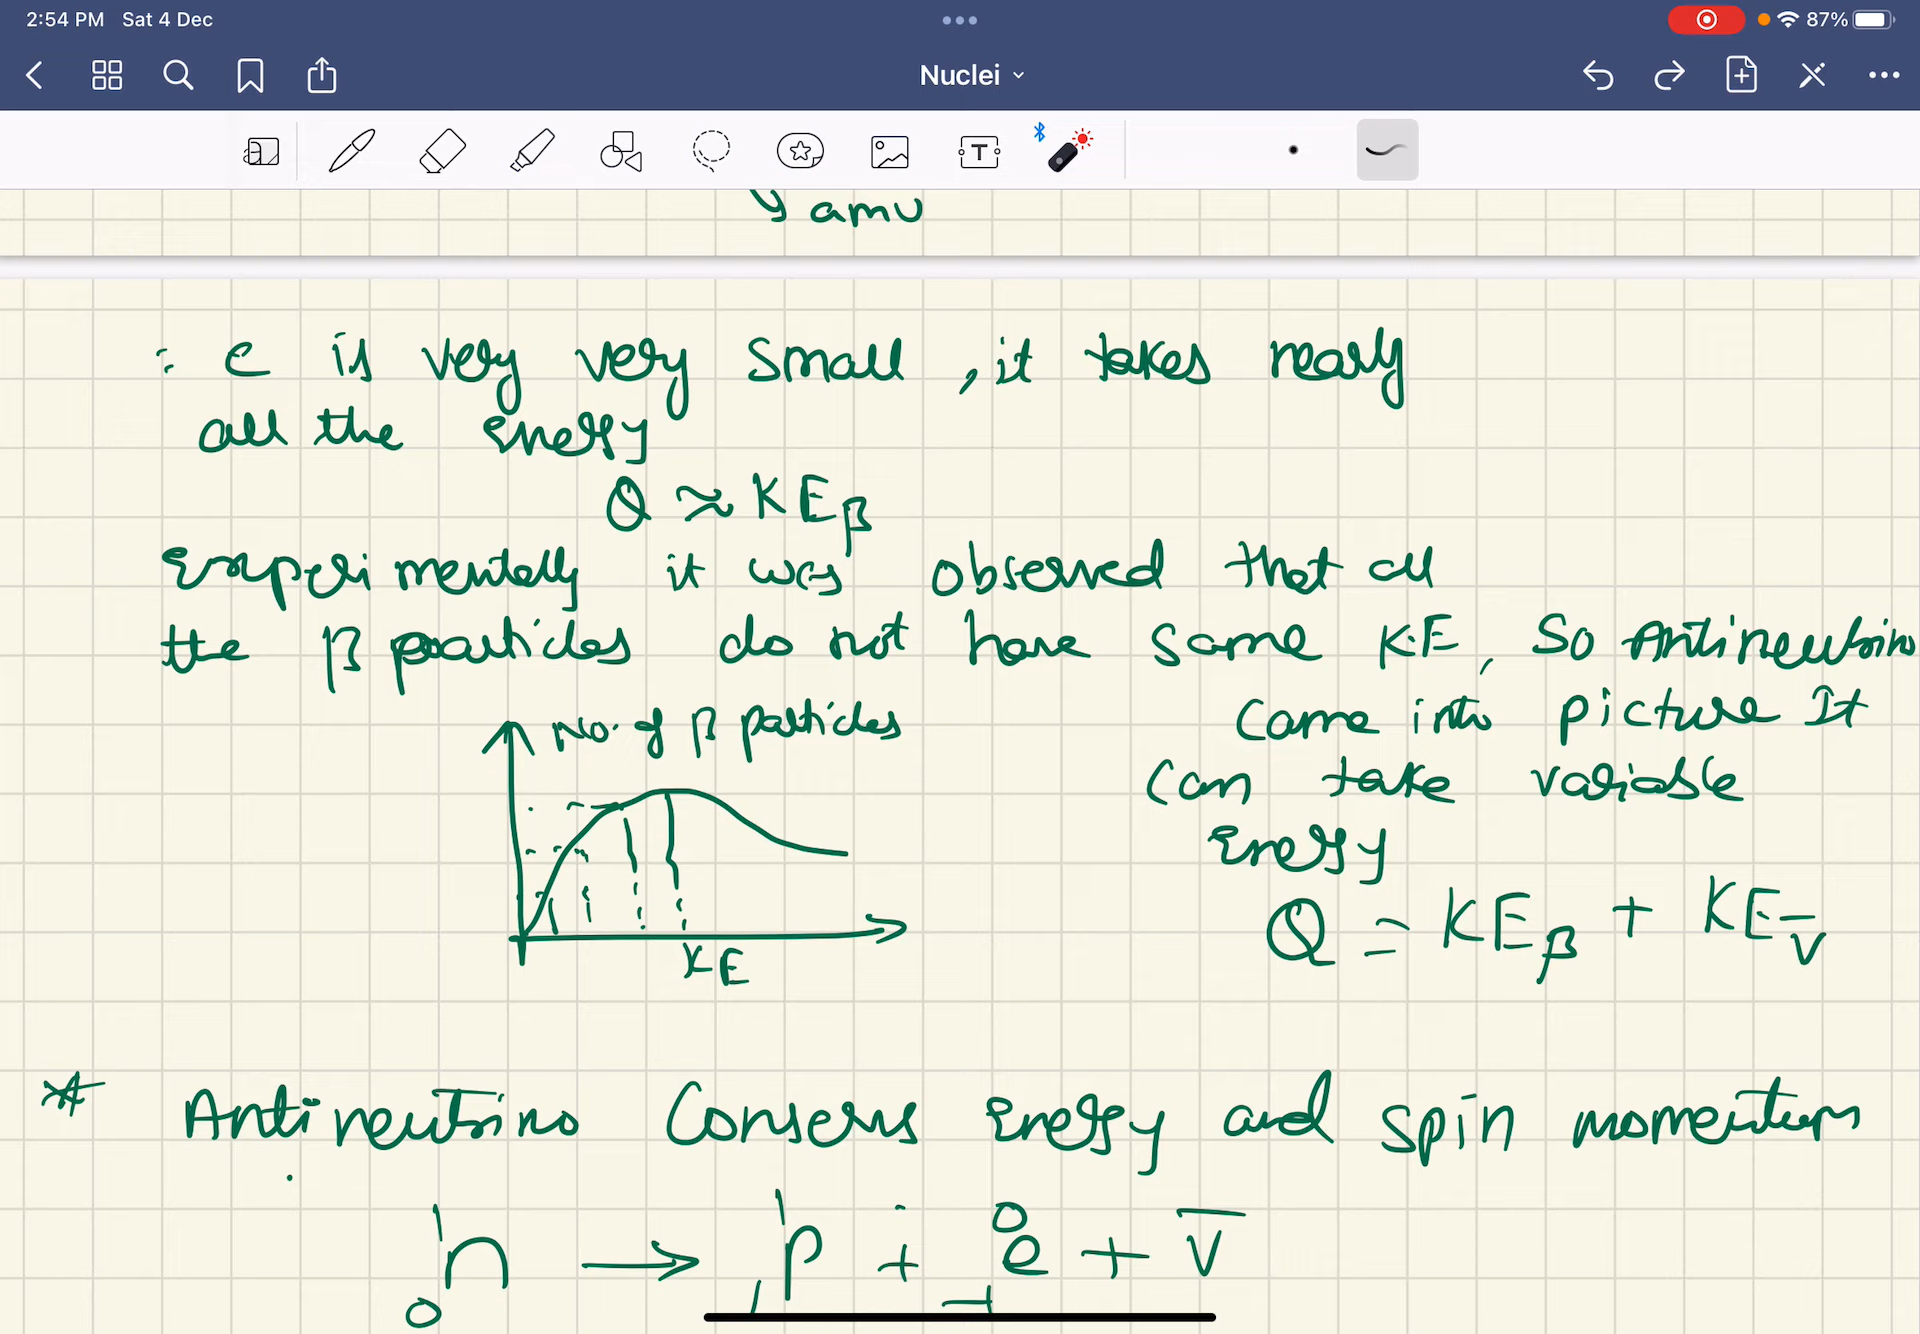 2:54 PM Sat 4 Dec
87%
Nuclei
T
y amu
∵ e is very very small, it takes nearly
all the energy
Q ≈ KEβ
Experimentally it was observed that all
the β particles do not have same K.E, So Antineutrino
came into picture It
can take variable
Energy
No. of β particles
KE
Q = KEβ + KE ν̅
* Antineutrino Conserves Energy and spin momentum
¹₀n → ¹₁p + ⁰₋₁e + ν̅